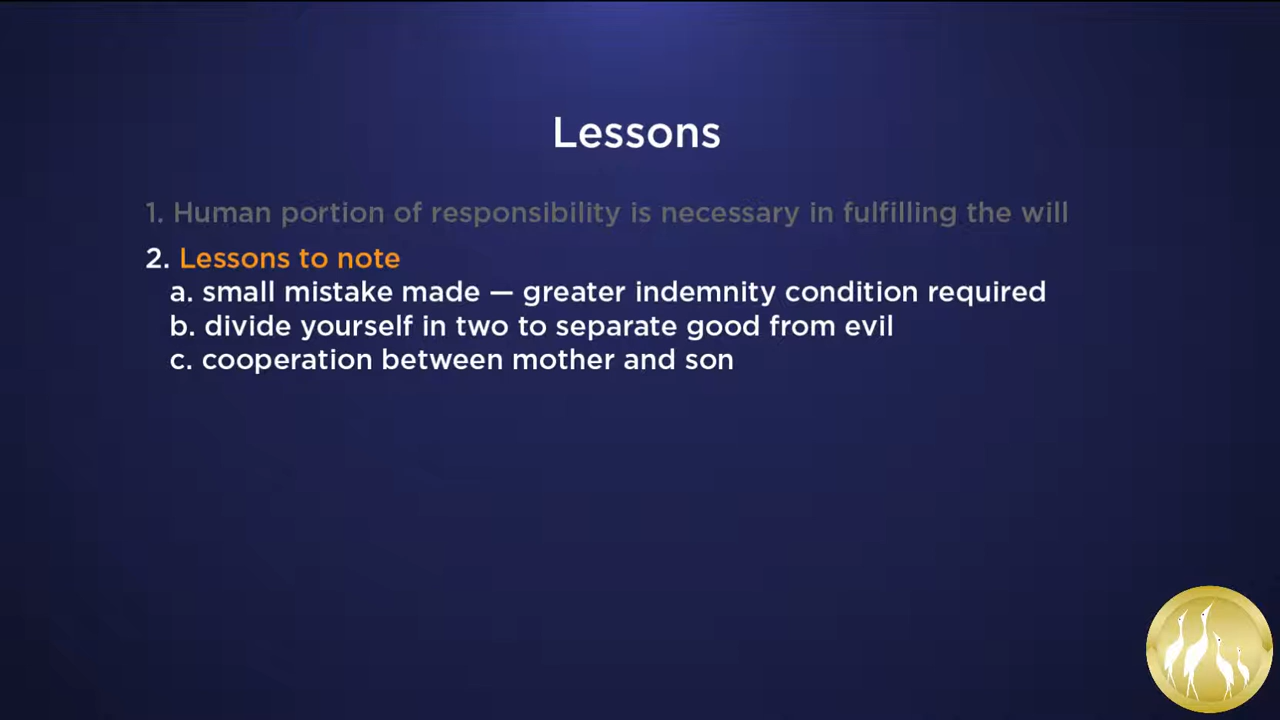 Lessons
1. Human portion of responsibility is necessary in fulfilling the will
2. Lessons to note
a. small mistake made — greater indemnity condition required
b. divide yourself in two to separate good from evil
c. cooperation between mother and son